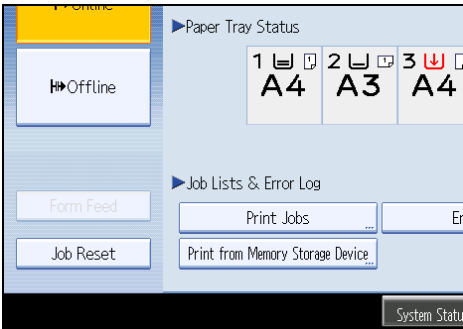 Online
►Paper Tray Status
1 2 3
A4 A3 A4
Offline
►Job Lists & Error Log
Form Feed
Print Jobs
Job Reset
Print from Memory Storage Device
System Statu